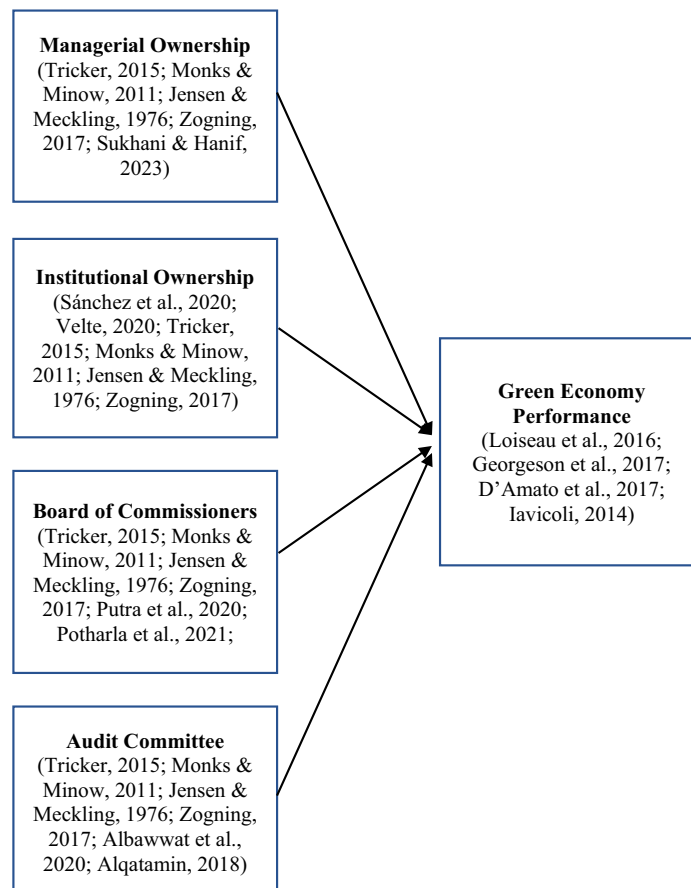 Managerial Ownership
(Tricker, 2015; Monks &
Minow, 2011; Jensen &
Meckling, 1976; Zogning,
2017; Sukhani & Hanif,
2023)
Institutional Ownership
(Sánchez et al., 2020;
Velte, 2020; Tricker,
2015; Monks & Minow,
2011; Jensen & Meckling,
1976; Zogning, 2017)
Board of Commissioners
(Tricker, 2015; Monks &
Minow, 2011; Jensen &
Meckling, 1976; Zogning,
2017; Putra et al., 2020;
Potharla et al., 2021;
Audit Committee
(Tricker, 2015; Monks &
Minow, 2011; Jensen &
Meckling, 1976; Zogning,
2017; Albawwat et al.,
2020; Alqatamin, 2018)
Green Economy
Performance
(Loiseau et al., 2016;
Georgeson et al., 2017;
D’Amato et al., 2017;
Iavicoli, 2014)